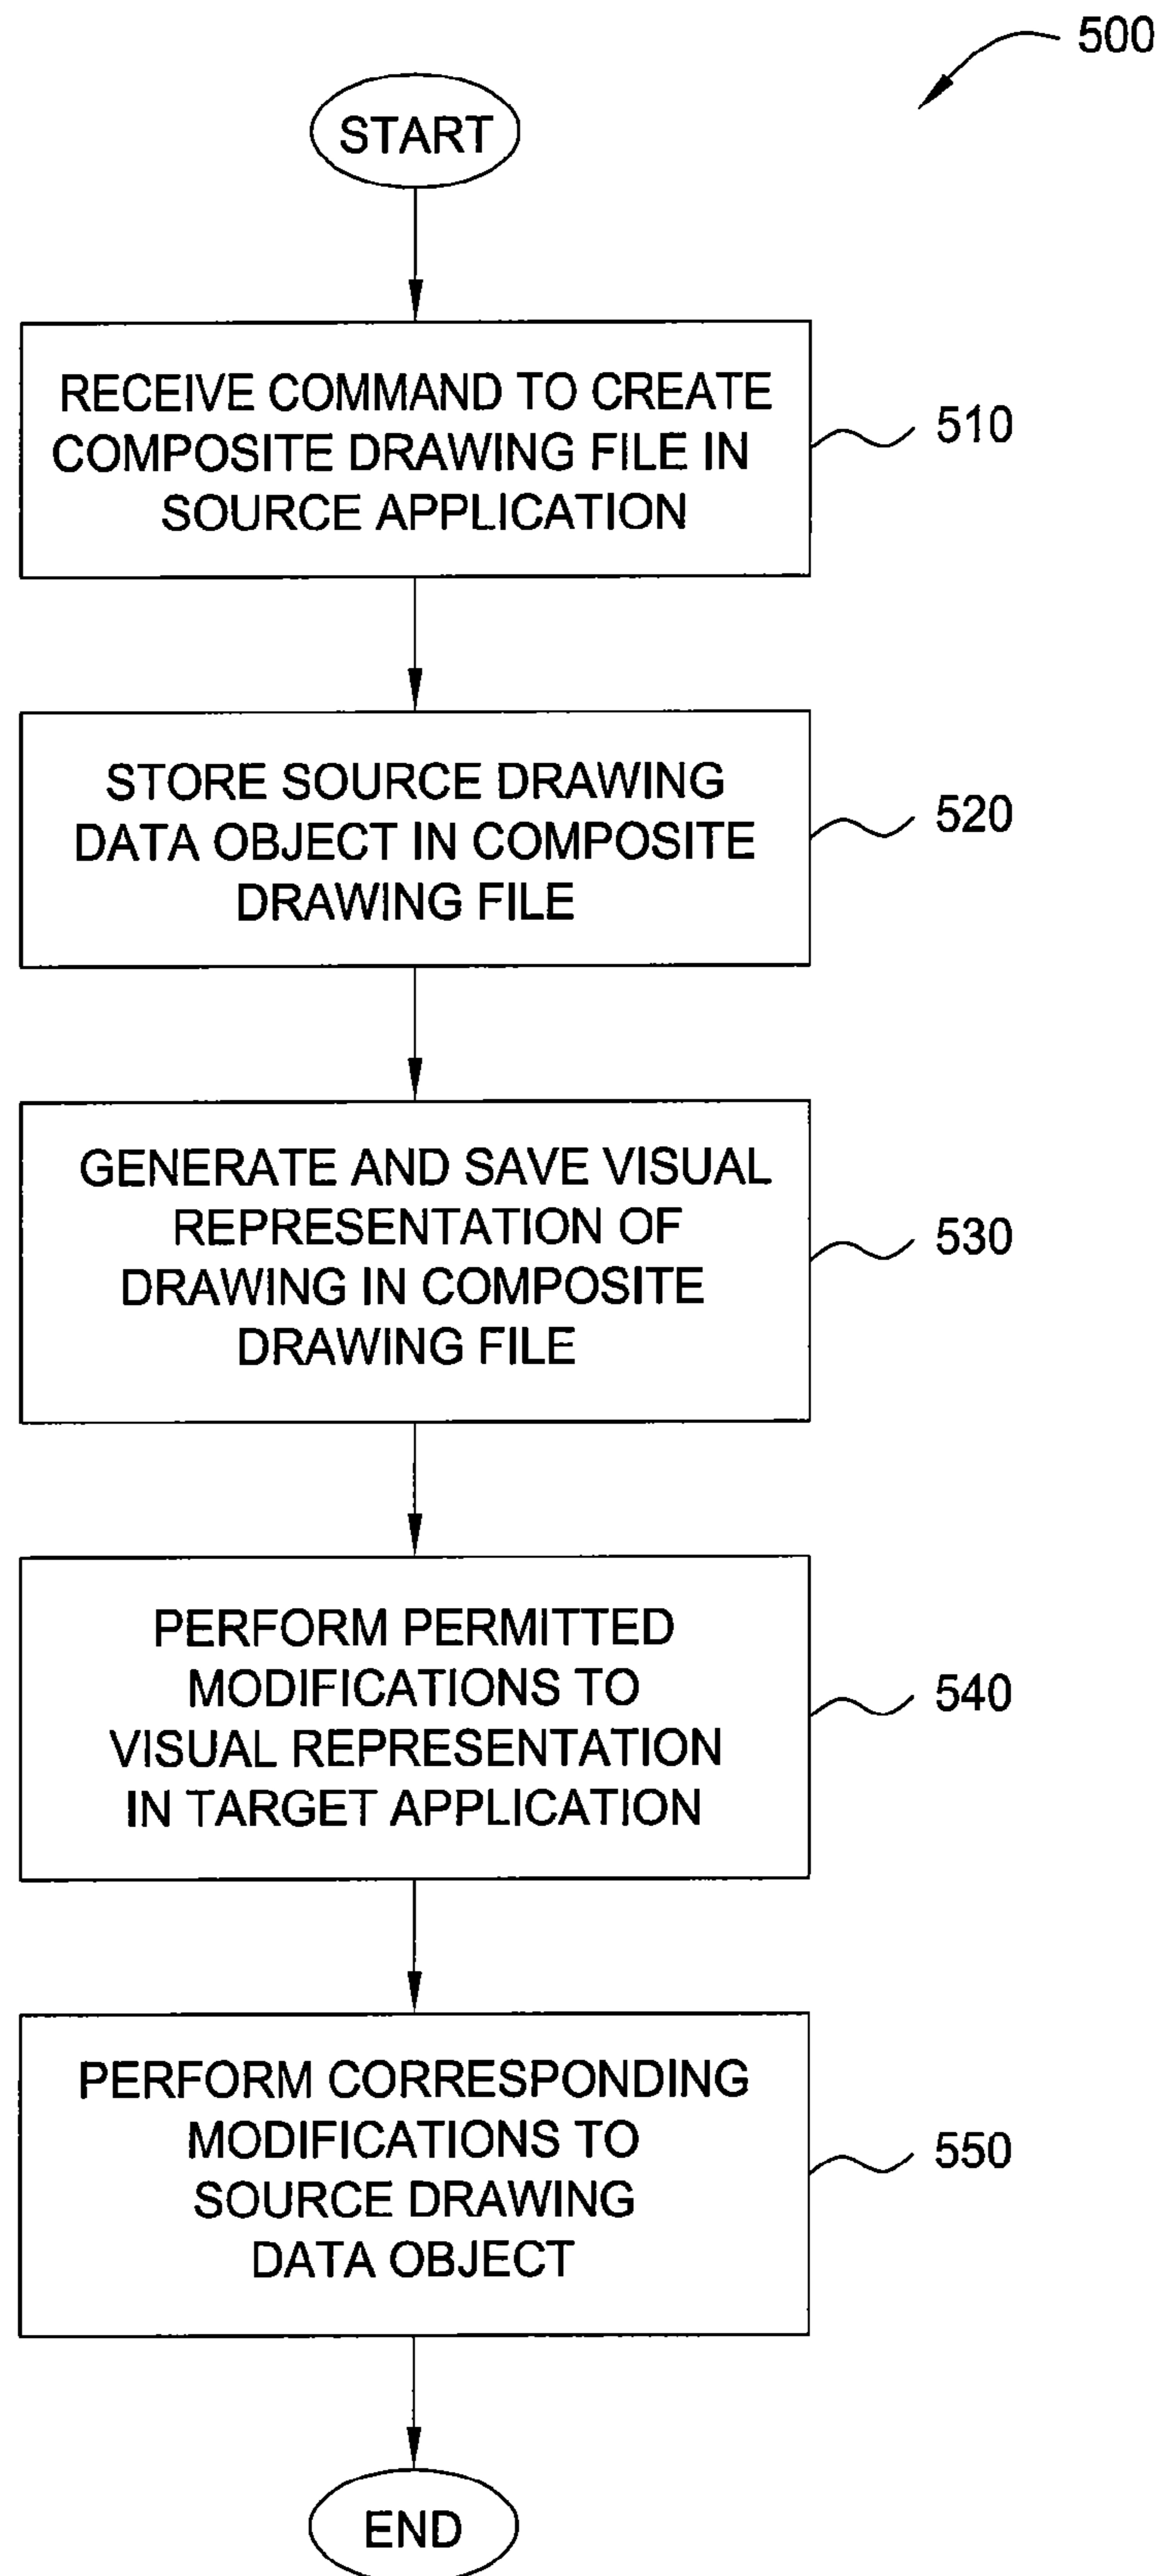 500
START
RECEIVE COMMAND TO CREATE
COMPOSITE DRAWING FILE IN
SOURCE APPLICATION
510
STORE SOURCE DRAWING
DATA OBJECT IN COMPOSITE
DRAWING FILE
520
GENERATE AND SAVE VISUAL
REPRESENTATION OF
DRAWING IN COMPOSITE
DRAWING FILE
530
PERFORM PERMITTED
MODIFICATIONS TO
VISUAL REPRESENTATION
IN TARGET APPLICATION
540
PERFORM CORRESPONDING
MODIFICATIONS TO
SOURCE DRAWING
DATA OBJECT
550
END